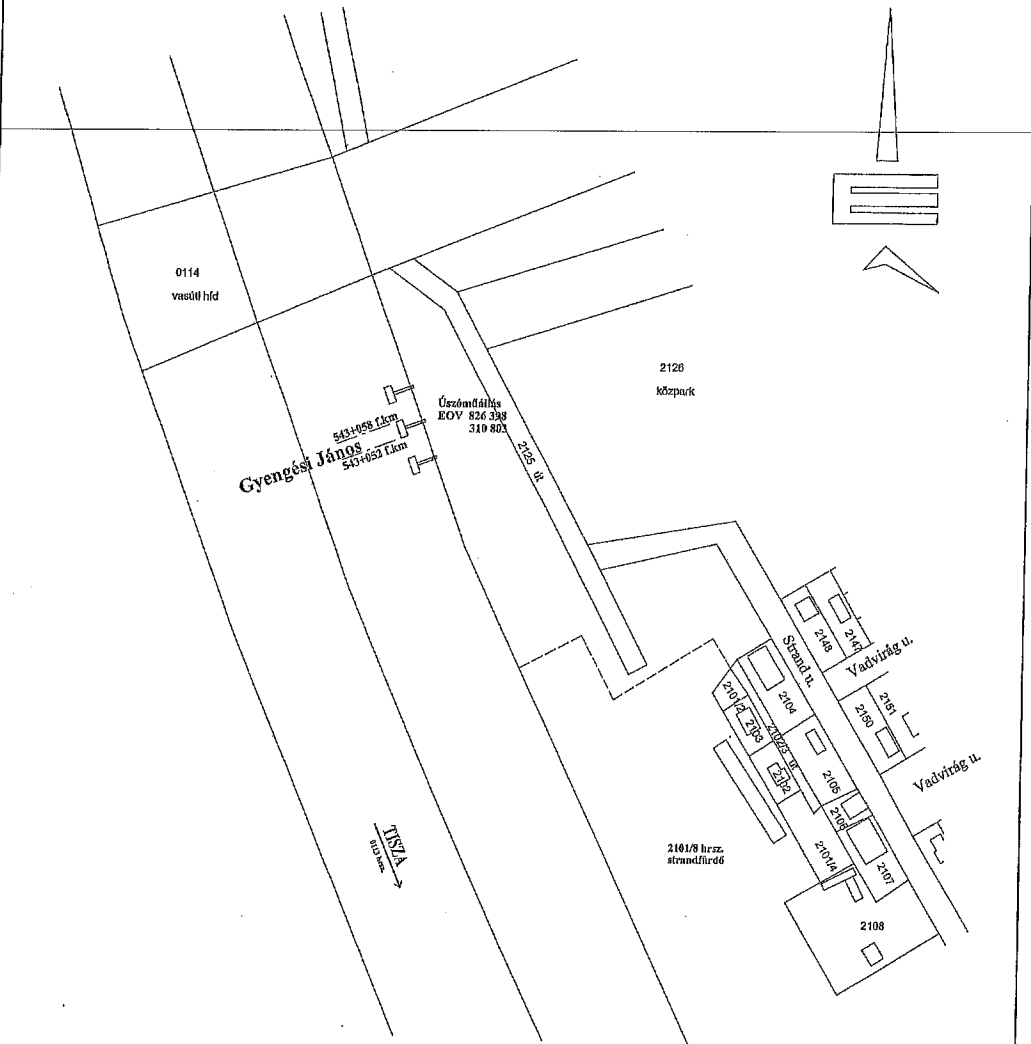 0114
vasúti híd
2126
közpark
Úszóműállás
EOV 826 398
310 803
543+058 f.km
Gyengési János
543+052 f.km
2125 út
2148
2147
Strand u.
Vadvirág u.
2104
2101/2
2103
2102/3 út
2150
2151
2102
2105
Vadvirág u.
2106
TISZA
0113 hrsz.
2101/8 hrsz.
strandfürdő
2101/4
2107
2108